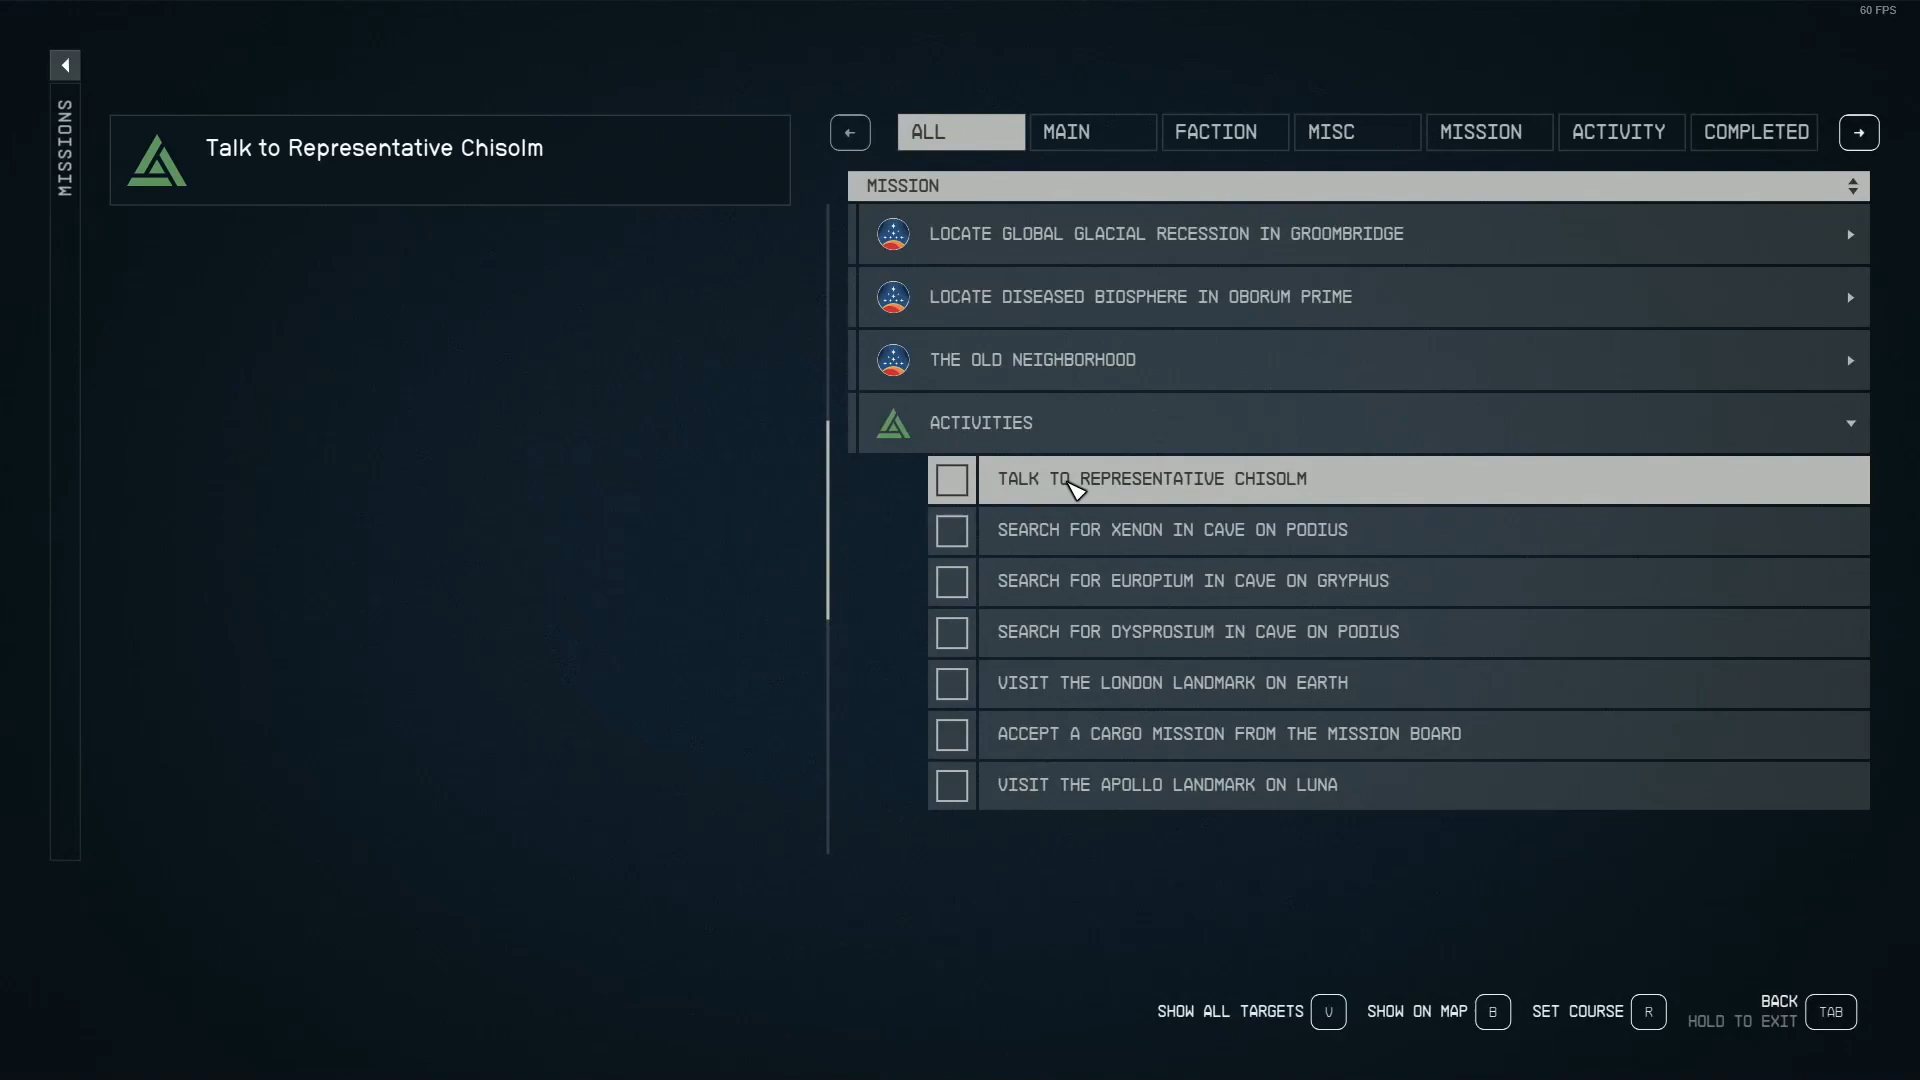 60 FPS
MISSIONS
Talk to Representative Chisolm
ALL MAIN FACTION MISC MISSION ACTIVITY COMPLETED
MISSION
LOCATE GLOBAL GLACIAL RECESSION IN GROOMBRIDGE
LOCATE DISEASED BIOSPHERE IN OBORUM PRIME
THE OLD NEIGHBORHOOD
ACTIVITIES
TALK TO REPRESENTATIVE CHISOLM
SEARCH FOR XENON IN CAVE ON PODIUS
SEARCH FOR EUROPIUM IN CAVE ON GRYPHUS
SEARCH FOR DYSPROSIUM IN CAVE ON PODIUS
VISIT THE LONDON LANDMARK ON EARTH
ACCEPT A CARGO MISSION FROM THE MISSION BOARD
VISIT THE APOLLO LANDMARK ON LUNA
SHOW ALL TARGETS V SHOW ON MAP B SET COURSE R BACK TAB
HOLD TO EXIT